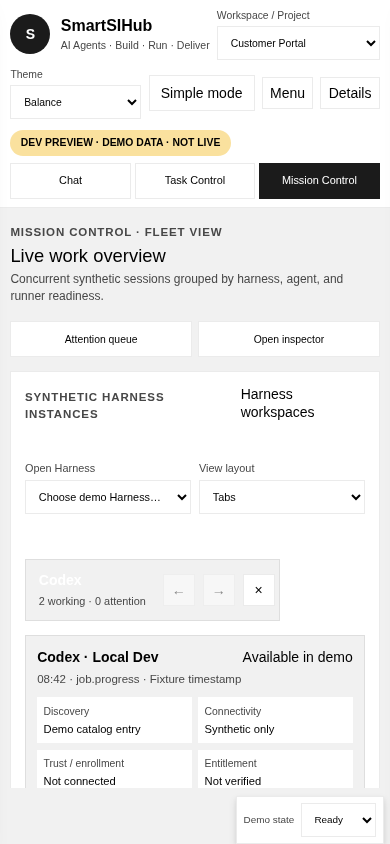 S
SmartSIHub
AI Agents · Build · Run · Deliver
Workspace / Project
Customer Portal
Theme
Balance
Simple mode
Menu
Details
DEV PREVIEW · DEMO DATA · NOT LIVE
Chat
Task Control
Mission Control
MISSION CONTROL · FLEET VIEW
Live work overview
Concurrent synthetic sessions grouped by harness, agent, and
runner readiness.
Attention queue
Open inspector
SYNTHETIC HARNESS
INSTANCES
Harness
workspaces
Open Harness
View layout
Choose demo Harness...
Tabs
Codex
2 working · 0 attention
←
→
×
Codex · Local Dev
Available in demo
08:42 · job.progress · Fixture timestamp
Discovery
Demo catalog entry
Connectivity
Synthetic only
Trust / enrollment
Not connected
Entitlement
Not verified
Demo state
Ready